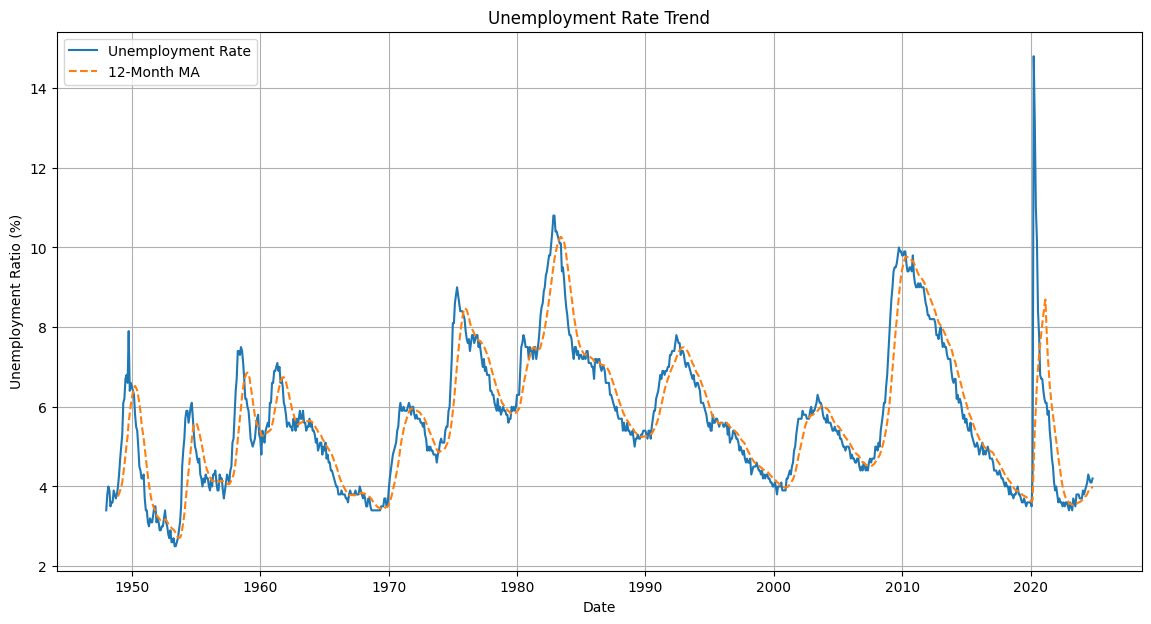 Unemployment Rate Trend
Unemployment Rate
12-Month MA
Unemployment Ratio (%)
14
12
10
8
6
4
2
1950 1960 1970 1980 1990 2000 2010 2020
Date